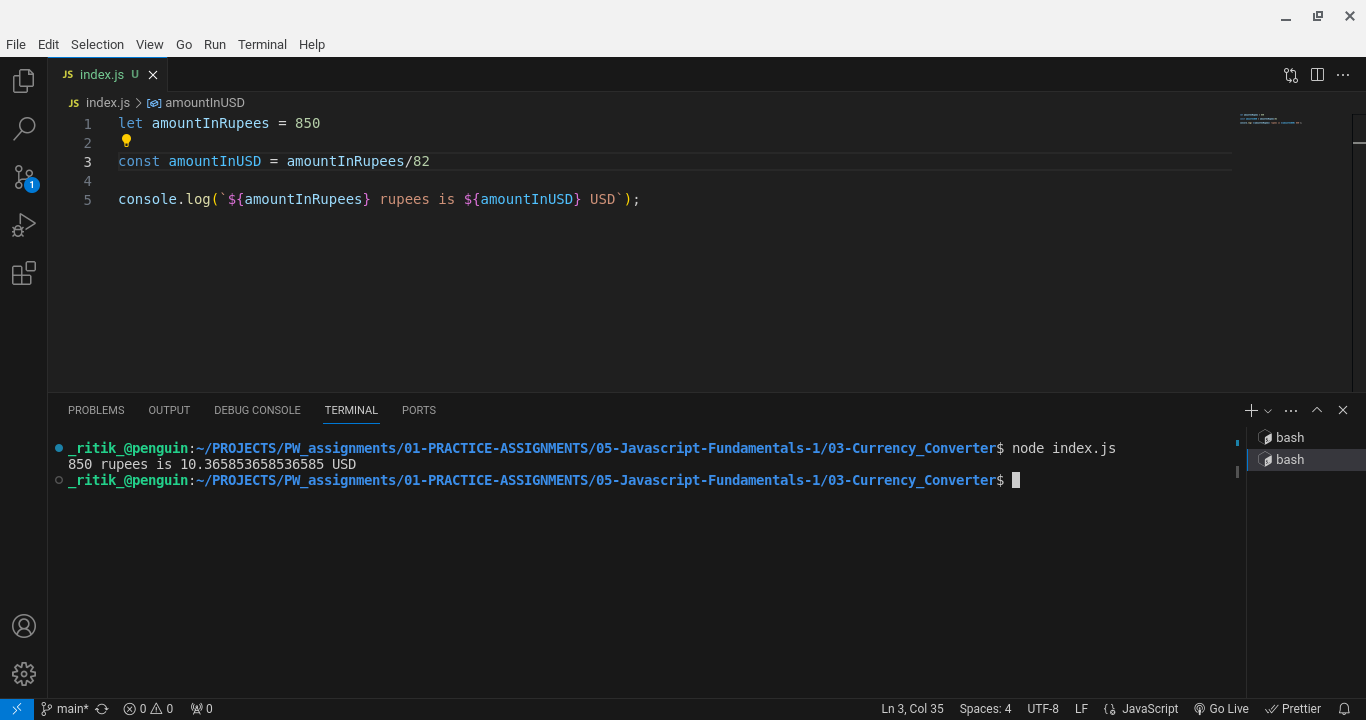 File Edit Selection View Go Run Terminal Help
JS index.js U
JS index.js > amountInUSD
1 let amountInRupees = 850
2
3 const amountInUSD = amountInRupees/82
4
5 console.log(`${amountInRupees} rupees is ${amountInUSD} USD`);
1
PROBLEMS OUTPUT DEBUG CONSOLE TERMINAL PORTS
_ritik_@penguin:~/PROJECTS/PW_assignments/01-PRACTICE-ASSIGNMENTS/05-Javascript-Fundamentals-1/03-Currency_Converter$ node index.js
850 rupees is 10.365853658536585 USD
_ritik_@penguin:~/PROJECTS/PW_assignments/01-PRACTICE-ASSIGNMENTS/05-Javascript-Fundamentals-1/03-Currency_Converter$
bash
bash
main* 0 0 0 Ln 3, Col 35 Spaces: 4 UTF-8 LF {} JavaScript Go Live Prettier